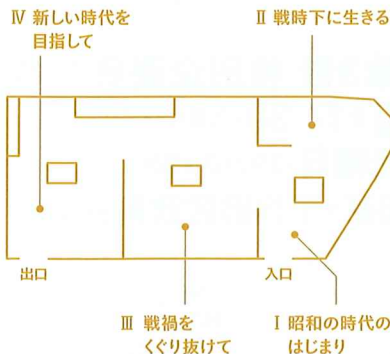 Ⅳ 新しい時代を
目指して
Ⅱ 戦時下に生きる
出口
入口
Ⅲ 戦禍を
くぐり抜けて
Ⅰ 昭和の時代の
はじまり